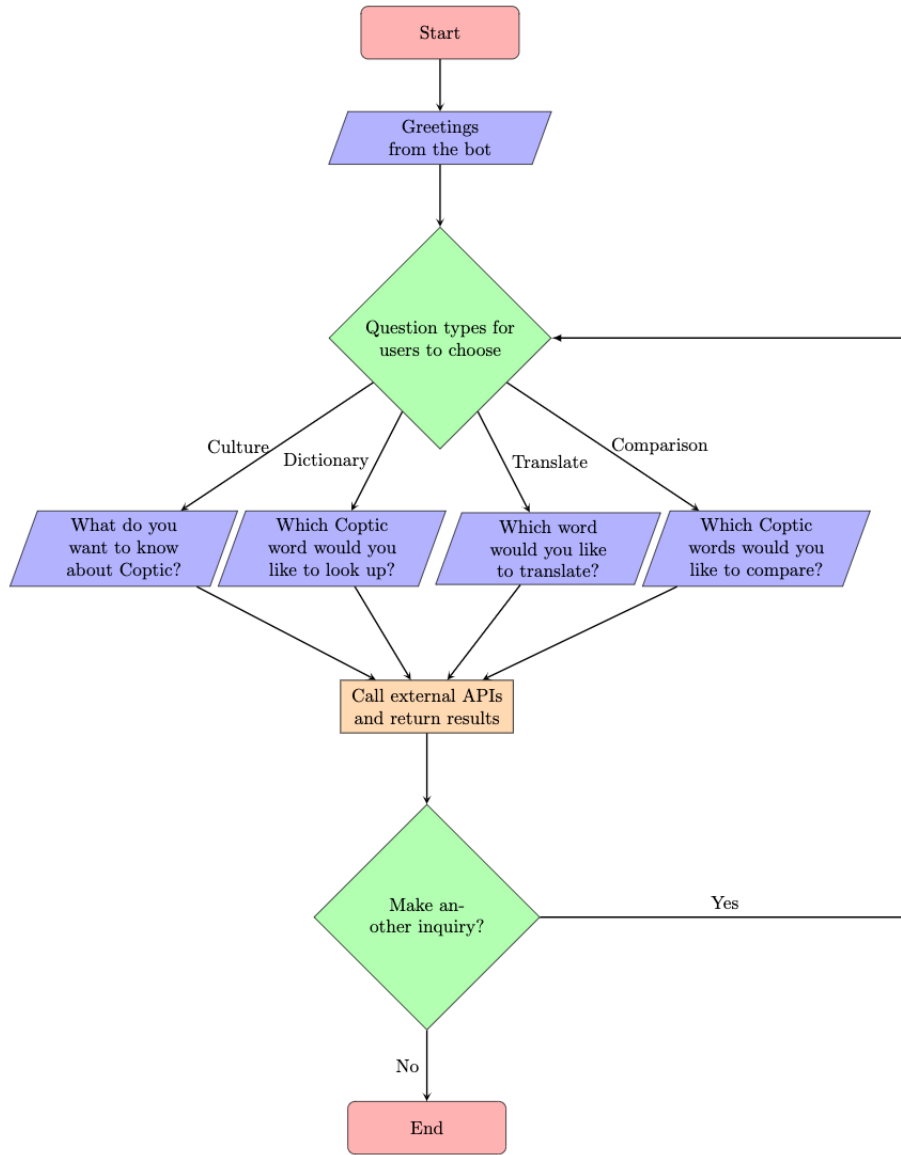 Start
Greetings
from the bot
Question types for
users to choose
Culture
Dictionary
Translate
Comparison
What do you
want to know
about Coptic?
Which Coptic
word would you
like to look up?
Which word
would you like
to translate?
Which Coptic
words would you
like to compare?
Call external APIs
and return results
Make an-
other inquiry?
Yes
No
End